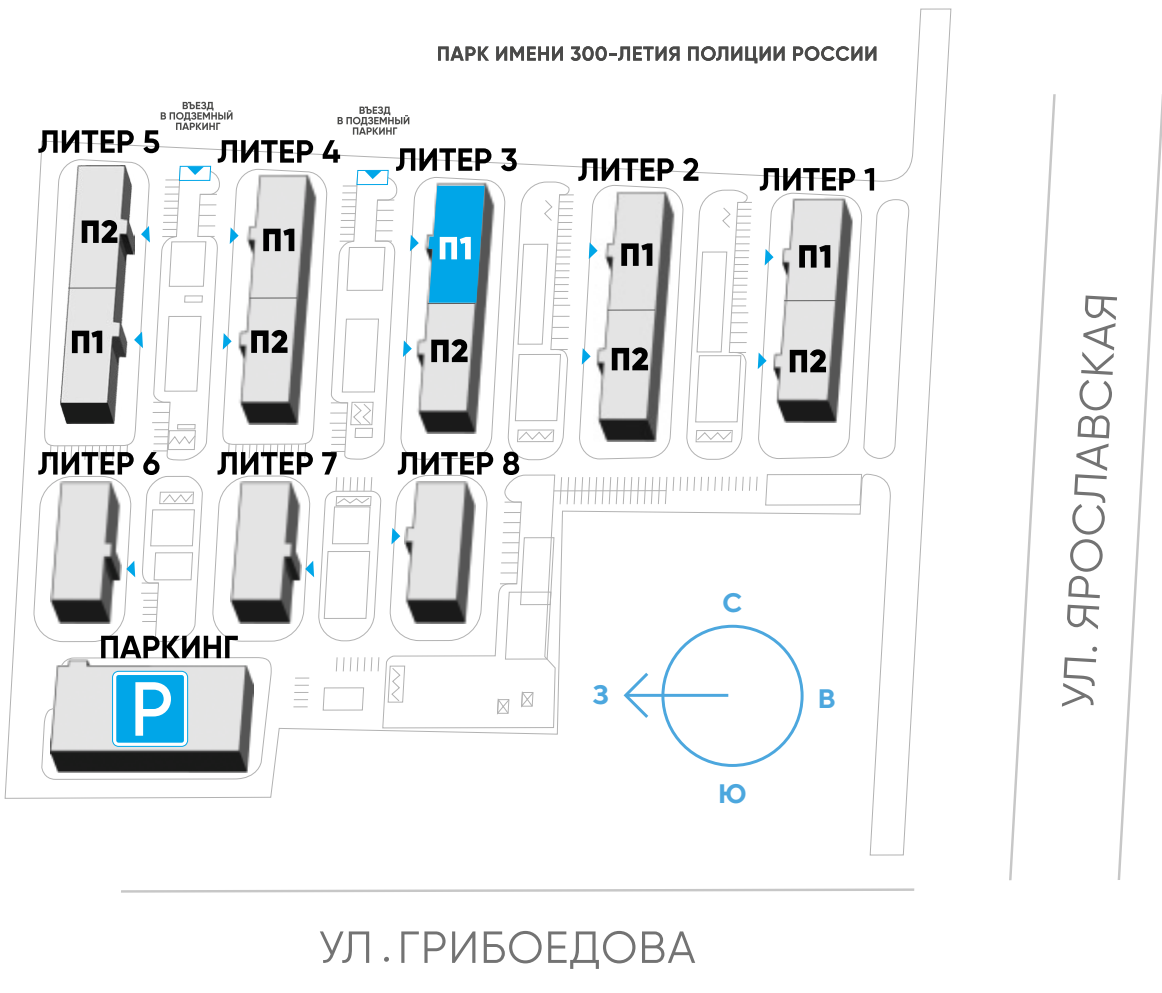 ПАРК ИМЕНИ 300-ЛЕТИЯ ПОЛИЦИИ РОССИИ
ВЪЕЗД
В ПОДЗЕМНЫЙ
ПАРКИНГ
ВЪЕЗД
В ПОДЗЕМНЫЙ
ПАРКИНГ
ЛИТЕР 5
ЛИТЕР 4
ЛИТЕР 3
ЛИТЕР 2
ЛИТЕР 1
П2
П1
П1
П1
П1
П1
П2
П2
П2
П2
ЛИТЕР 6
ЛИТЕР 7
ЛИТЕР 8
ПАРКИНГ
P
С
З
В
Ю
УЛ. ЯРОСЛАВСКАЯ
УЛ.ГРИБОЕДОВА